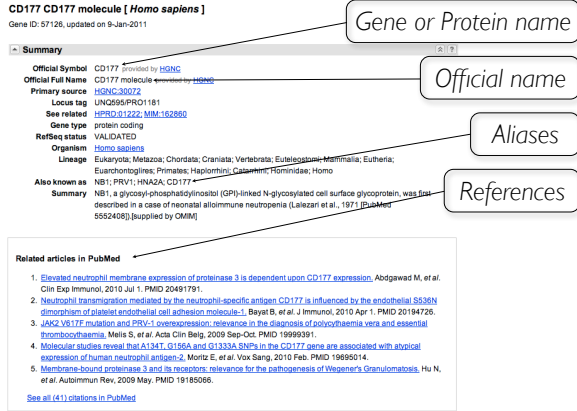 CD177 CD177 molecule [ Homo sapiens ]
Gene or Protein name
Gene ID: 57126, updated on 9-Jan-2011
Summary
?
Official name
Official Symbol CD177 provided by HGNC
Official Full Name CD177 molecule provided by HGNC
Primary source HGNC:30072
Locus tag UNQ595/PRO1181
See related HPRD:01222; MIM:162860
Aliases
Gene type protein coding
RefSeq status VALIDATED
Organism Homo sapiens
Lineage Eukaryota; Metazoa; Chordata; Craniata; Vertebrata; Euteleostomi; Mammalia; Eutheria;
Euarchontoglires; Primates; Haplorrhini; Catarrhini; Hominidae; Homo
Also known as NB1; PRV1; HNA2A; CD177
References
Summary NB1, a glycosyl-phosphatidylinositol (GPI)-linked N-glycosylated cell surface glycoprotein, was first
described in a case of neonatal alloimmune neutropenia (Lalezari et al., 1971 [PubMed
5552408]).[supplied by OMIM]
Related articles in PubMed
1. Elevated neutrophil membrane expression of proteinase 3 is dependent upon CD177 expression. Abdgawad M, et al.
Clin Exp Immunol, 2010 Jul 1. PMID 20491791.
2. Neutrophil transmigration mediated by the neutrophil-specific antigen CD177 is influenced by the endothelial S536N
dimorphism of platelet endothelial cell adhesion molecule-1. Bayat B, et al. J Immunol, 2010 Apr 1. PMID 20194726.
3. JAK2 V617F mutation and PRV-1 overexpression: relevance in the diagnosis of polycythaemia vera and essential
thrombocythaemia. Melis S, et al. Acta Clin Belg, 2009 Sep-Oct. PMID 19999391.
4. Molecular studies reveal that A134T, G156A and G1333A SNPs in the CD177 gene are associated with atypical
expression of human neutrophil antigen-2. Moritz E, et al. Vox Sang, 2010 Feb. PMID 19695014.
5. Membrane-bound proteinase 3 and its receptors: relevance for the pathogenesis of Wegener's Granulomatosis. Hu N,
et al. Autoimmun Rev, 2009 May. PMID 19185066.
See all (41) citations in PubMed